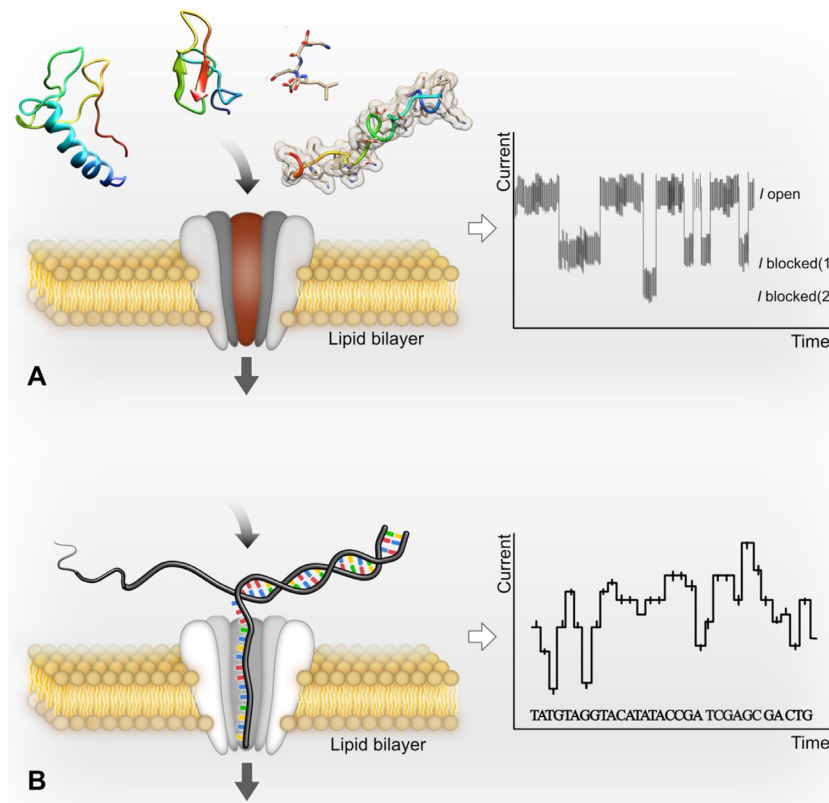 Current
I open
I blocked(1
I blocked(2
Lipid bilayer
Time
A
Current
TATGTAGGTACATATACCGA TCGAGC GA CTG
Lipid bilayer
Time
B